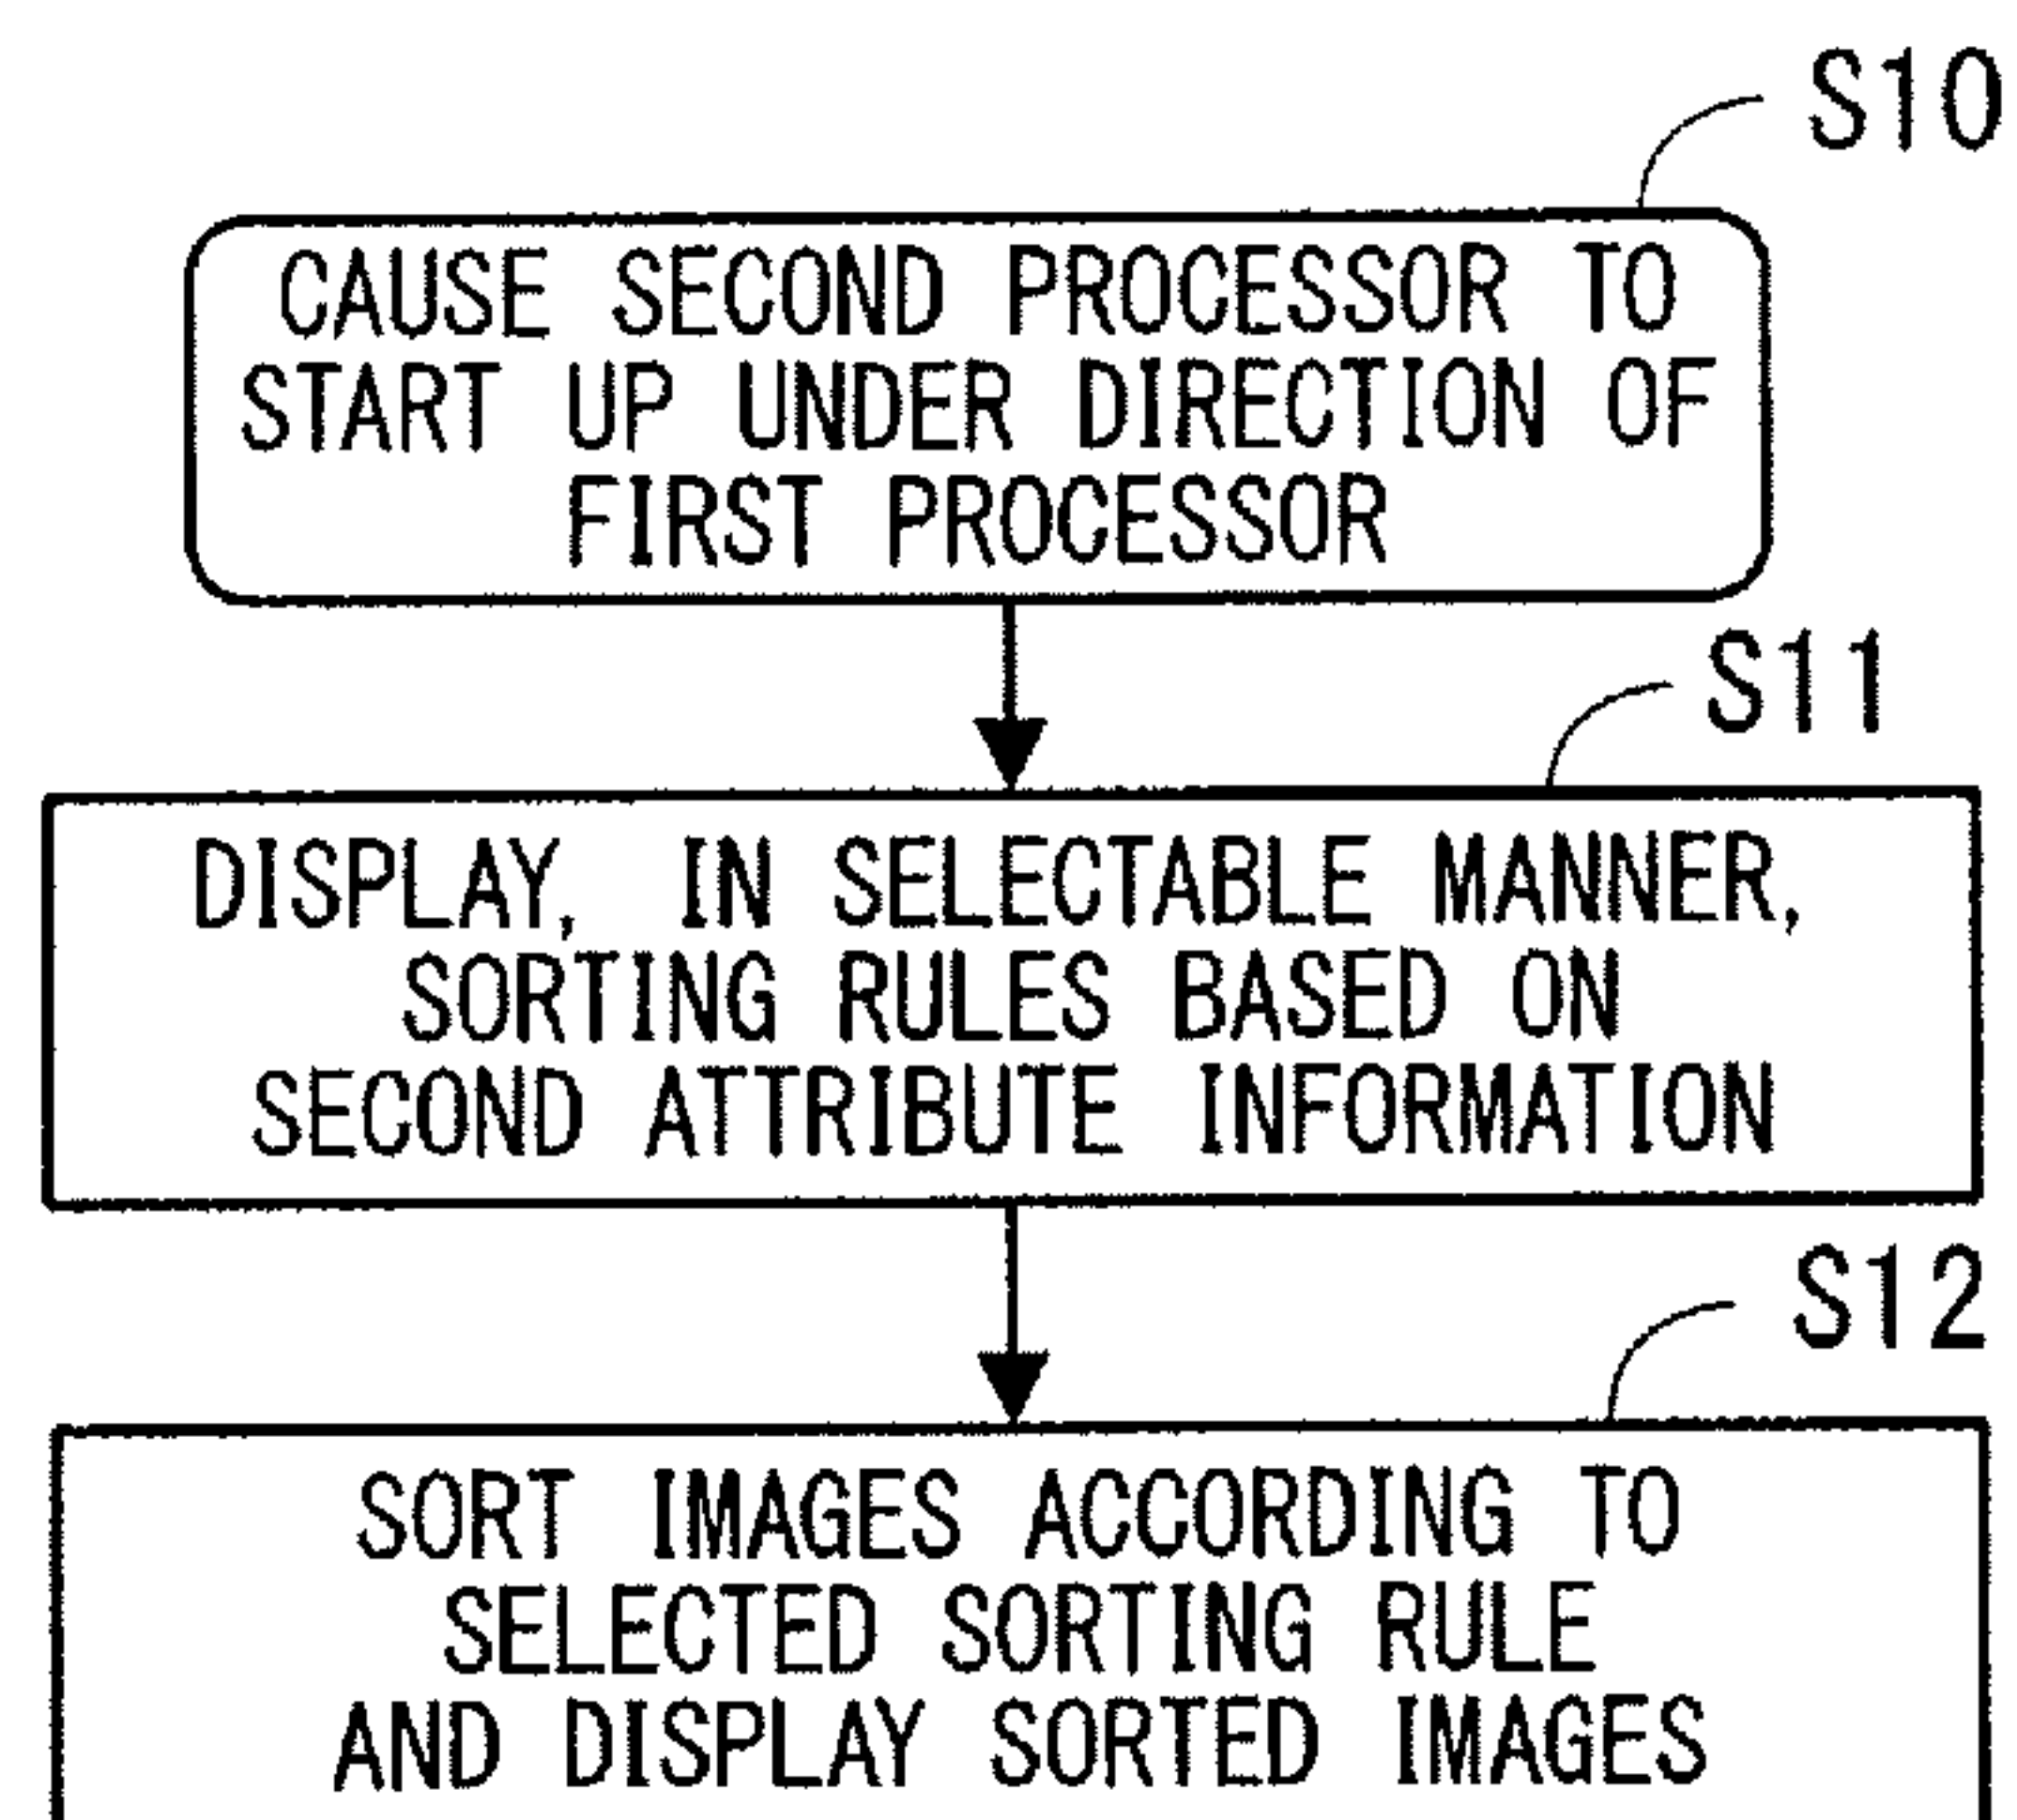 S10
CAUSE SECOND PROCESSOR TO
START UP UNDER DIRECTION OF
FIRST PROCESSOR
S11
DISPLAY, IN SELECTABLE MANNER,
SORTING RULES BASED ON
SECOND ATTRIBUTE INFORMATION
S12
SORT IMAGES ACCORDING TO
SELECTED SORTING RULE
AND DISPLAY SORTED IMAGES